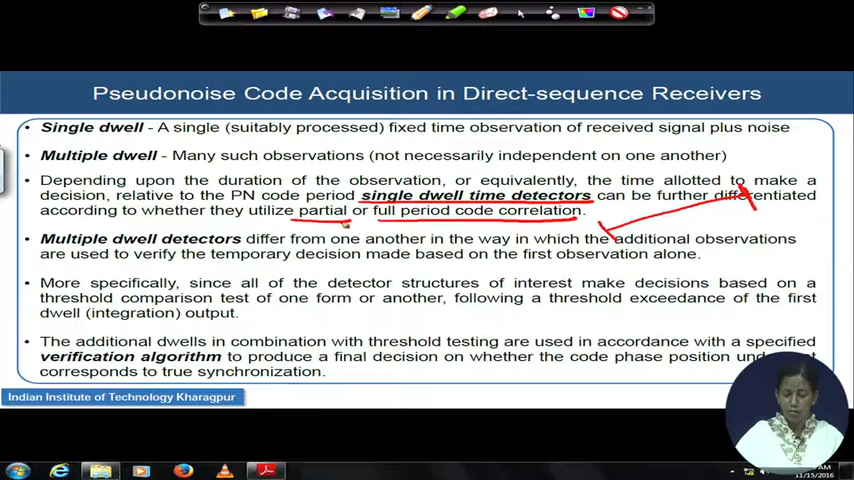 Pseudonoise Code Acquisition in Direct-sequence Receivers
• Single dwell - A single (suitably processed) fixed time observation of received signal plus noise
• Multiple dwell - Many such observations (not necessarily independent on one another)
• Depending upon the duration of the observation, or equivalently, the time allotted to make a
decision, relative to the PN code period single dwell time detectors can be further differentiated
according to whether they utilize partial or full period code correlation.
• Multiple dwell detectors differ from one another in the way in which the additional observations
are used to verify the temporary decision made based on the first observation alone.
• More specifically, since all of the detector structures of interest make decisions based on a
threshold comparison test of one form or another, following a threshold exceedance of the first
dwell (integration) output.
• The additional dwells in combination with threshold testing are used in accordance with a specified
verification algorithm to produce a final decision on whether the code phase position
corresponds to true synchronization.
Indian Institute of Technology Kharagpur
11/15/2016